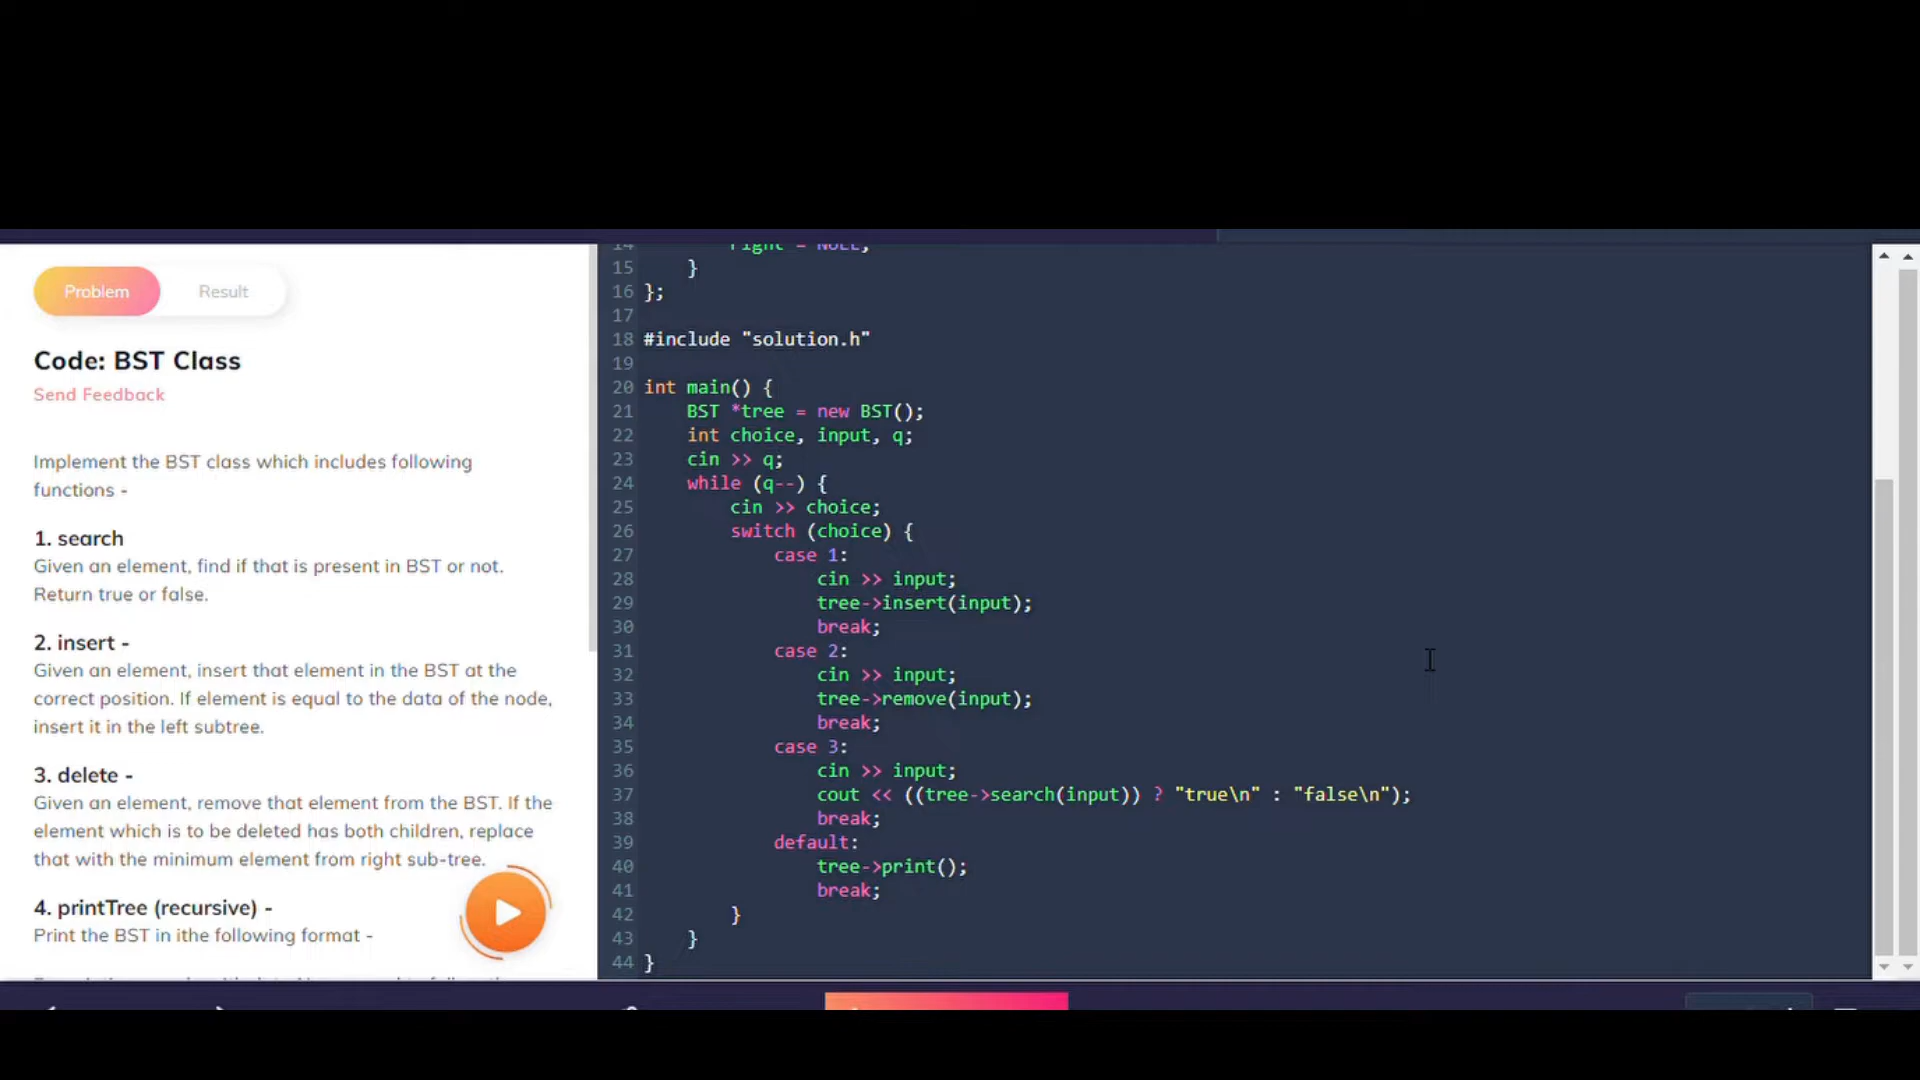 Problem
Result
Code: BST Class
Send Feedback
Implement the BST class which includes following
functions -
1. search
Given an element, find if that is present in BST or not.
Return true or false.
2. insert -
Given an element, insert that element in the BST at the
correct position. If element is equal to the data of the node,
insert it in the left subtree.
3. delete -
Given an element, remove that element from the BST. If the
element which is to be deleted has both children, replace
that with the minimum element from right sub-tree.
4. printTree (recursive) -
Print the BST in ithe following format -
14 right = NULL;
15 }
16 };
17
18 #include "solution.h"
19
20 int main() {
21 BST *tree = new BST();
22 int choice, input, q;
23 cin >> q;
24 while (q--) {
25 cin >> choice;
26 switch (choice) {
27 case 1:
28 cin >> input;
29 tree->insert(input);
30 break;
31 case 2:
32 cin >> input;
33 tree->remove(input);
34 break;
35 case 3:
36 cin >> input;
37 cout << ((tree->search(input)) ? "true\n" : "false\n");
38 break;
39 default:
40 tree->print();
41 break;
42 }
43 }
44 }